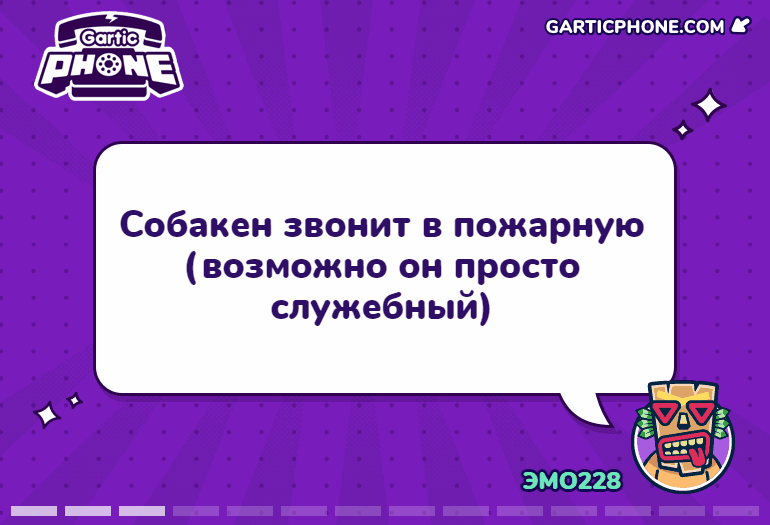 Gartic
PHONE
GARTICPHONE.COM
Собакен звонит в пожарную
(возможно он просто
служебный)
ЭМО228